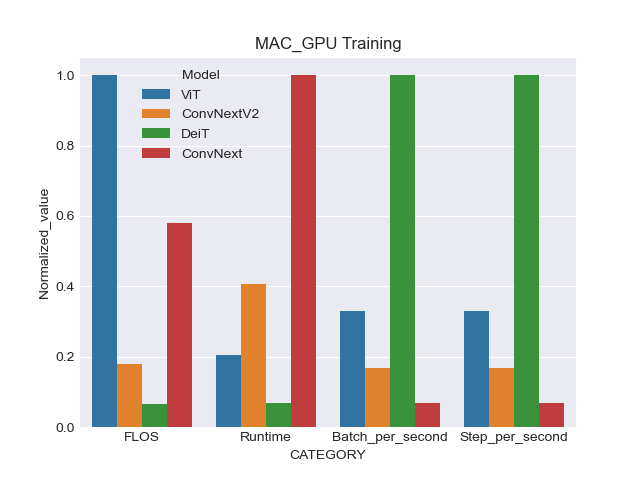 MAC_GPU Training
Model
ViT
ConvNextV2
DeiT
ConvNext
Normalized_value
1.0
0.8
0.6
0.4
0.2
0.0
FLOS Runtime Batch_per_second Step_per_second
CATEGORY